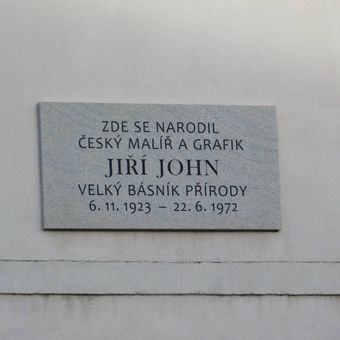 ZDE SE NARODIL
ČESKÝ MALÍŘ A GRAFIK
JIŘÍ JOHN
VELKÝ BÁSNÍK PŘÍRODY
6. 11. 1923 – 22. 6. 1972